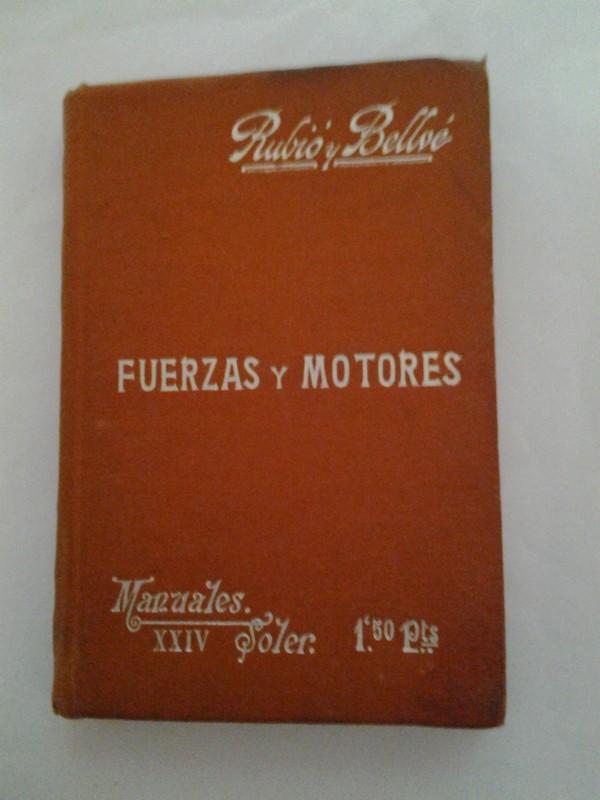 Rubió y Bellvé
FUERZAS Y MOTORES
Manuales.
XXIV Soler. 1.'50 Pts